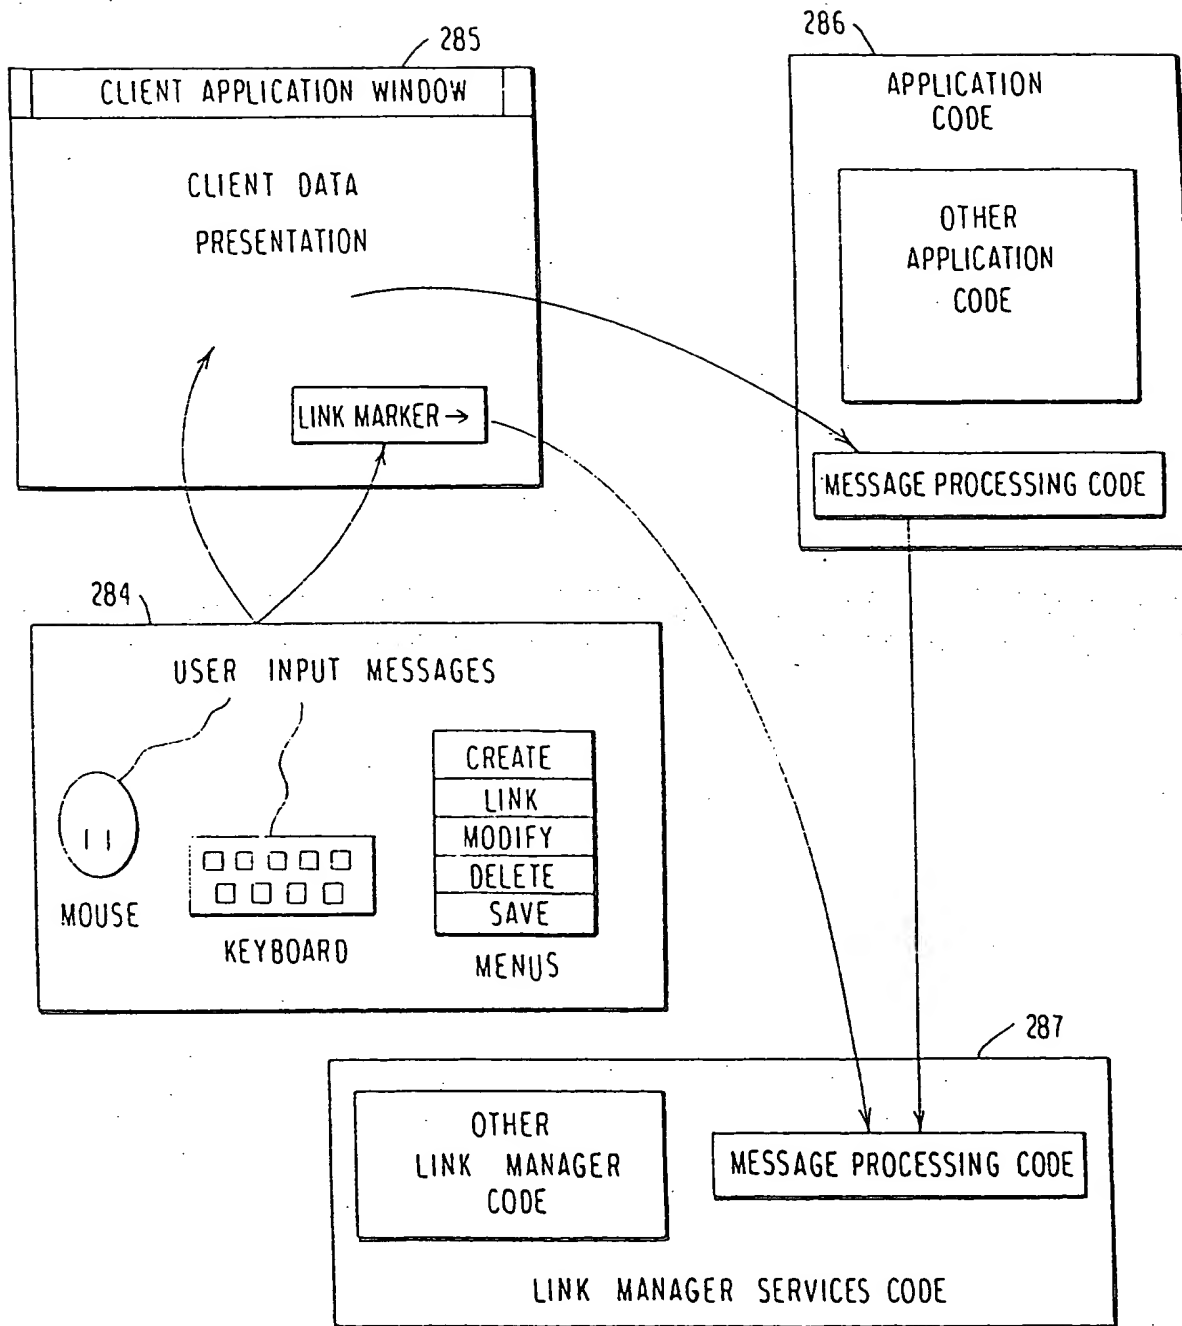 285
CLIENT APPLICATION WINDOW
CLIENT DATA
PRESENTATION
LINK MARKER →
286
APPLICATION
CODE
OTHER
APPLICATION
CODE
MESSAGE PROCESSING CODE
284
USER INPUT MESSAGES
MOUSE
KEYBOARD
CREATE
LINK
MODIFY
DELETE
SAVE
MENUS
287
OTHER
LINK MANAGER
CODE
MESSAGE PROCESSING CODE
LINK MANAGER SERVICES CODE